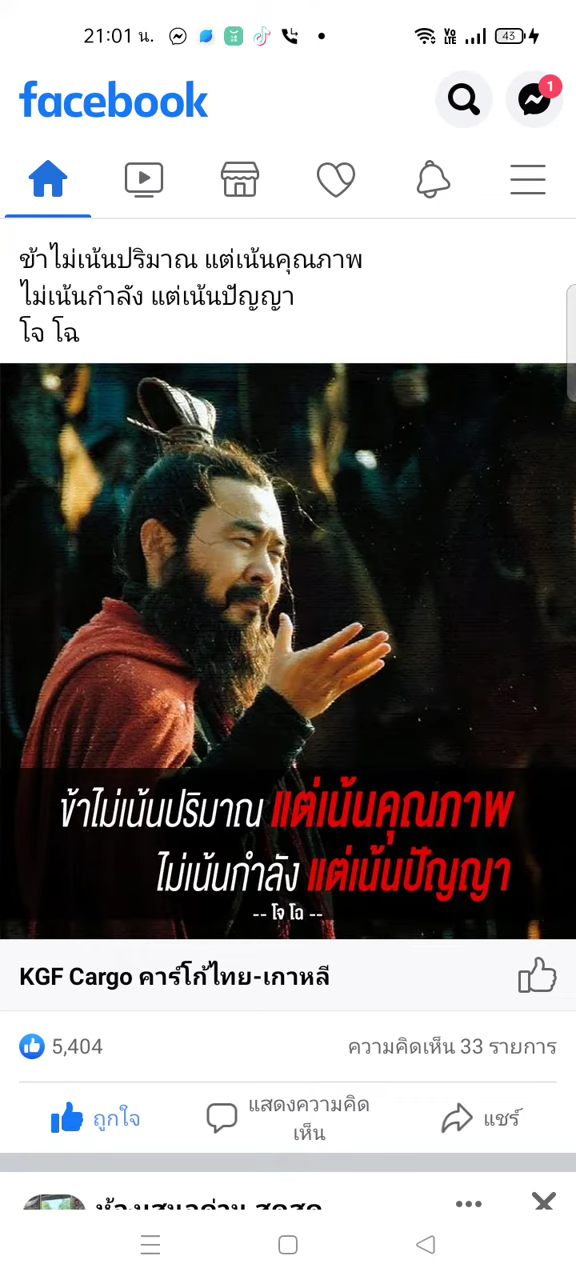 21:01 น.
VO LTE
43
facebook
1
ข้าไม่เน้นปริมาณ แต่เน้นคุณภาพ
ไม่เน้นกำลัง แต่เน้นปัญญา
โจ โฉ
ข้าไม่เน้นปริมาณ แต่เน้นคุณภาพ
ไม่เน้นกำลัง แต่เน้นปัญญา
-- โจ โฉ --
KGF Cargo คาร์โก้ไทย-เกาหลี
5,404
ความคิดเห็น 33 รายการ
ถูกใจ
แสดงความคิด
เห็น
แชร์